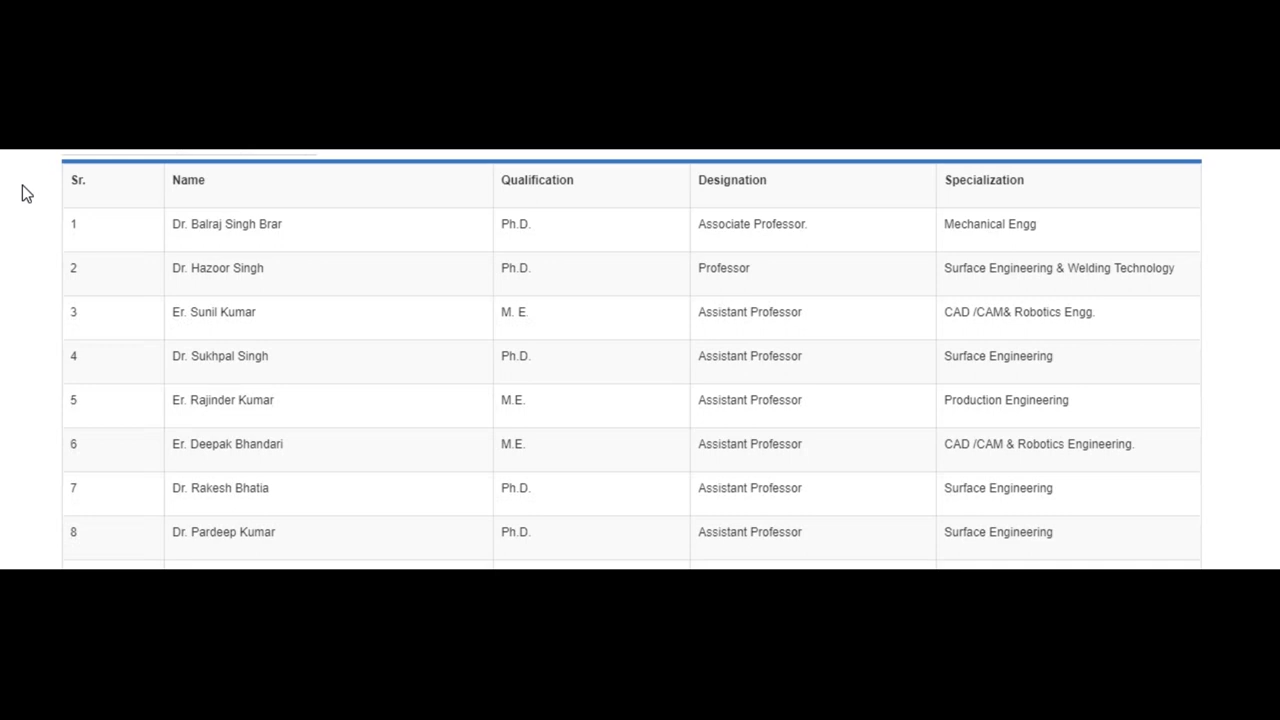 Sr. Name Qualification Designation Specialization
1 Dr. Balraj Singh Brar Ph.D. Associate Professor. Mechanical Engg
2 Dr. Hazoor Singh Ph.D. Professor Surface Engineering & Welding Technology
3 Er. Sunil Kumar M. E. Assistant Professor CAD /CAM& Robotics Engg.
4 Dr. Sukhpal Singh Ph.D. Assistant Professor Surface Engineering
5 Er. Rajinder Kumar M.E. Assistant Professor Production Engineering
6 Er. Deepak Bhandari M.E. Assistant Professor CAD /CAM & Robotics Engineering.
7 Dr. Rakesh Bhatia Ph.D. Assistant Professor Surface Engineering
8 Dr. Pardeep Kumar Ph.D. Assistant Professor Surface Engineering